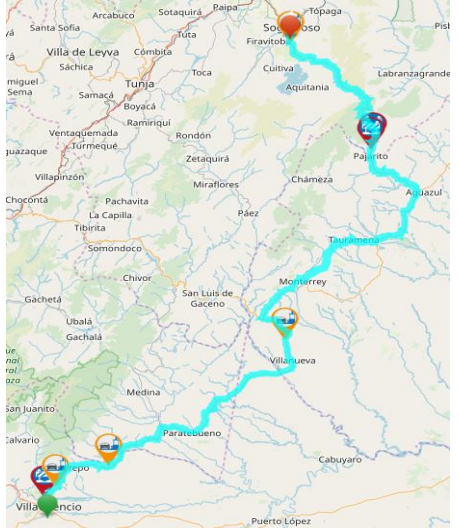 Arcabuco
Sotaquirá
Paipa
Tópaga
Santa Sofía
Tuta
Firavitoba
Villa de Leyva
Cómbita
Sáchica
Toca
Cuítiva
Labranzagrande
Tunja
Aquitania
Samacá
Boyacá
Ramiriquí
Ventaquemada
Rondón
Turmequé
Pajarito
Zetaquirá
Villapinzón
Miraflores
Chámeza
Aguazul
Chocontá
Pachavita
La Capilla
Páez
Tibirita
Tauramena
Somondoco
Chivor
Monterrey
San Luis de
Gaceno
Gachetá
Ubalá
Gachalá
Villanueva
Medina
San Juanito
Calvario
Paratebueno
Cabuyaro
Puerto López